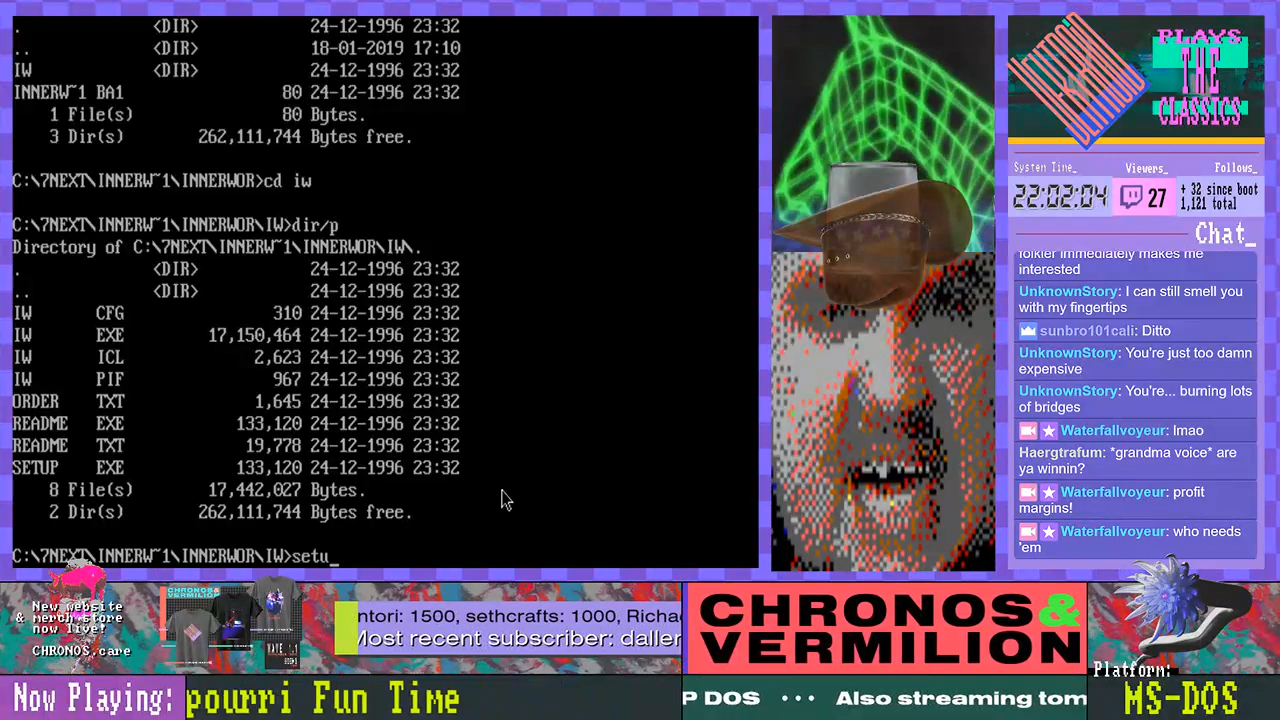 . <DIR> 24-12-1996 23:32
.. <DIR> 18-01-2019 17:10
IW <DIR> 24-12-1996 23:32
INNERW~1 BA1 80 24-12-1996 23:32
1 File(s) 80 Bytes.
3 Dir(s) 262,111,744 Bytes free.
C:\7NEXT\INNERW~1\INNERWOR>cd iw
C:\7NEXT\INNERW~1\INNERWOR\IW>dir/p
Directory of C:\7NEXT\INNERW~1\INNERWOR\IW\.
. <DIR> 24-12-1996 23:32
.. <DIR> 24-12-1996 23:32
IW CFG 310 24-12-1996 23:32
IW EXE 17,150,464 24-12-1996 23:32
IW ICL 2,623 24-12-1996 23:32
IW PIF 967 24-12-1996 23:32
ORDER TXT 1,645 24-12-1996 23:32
README EXE 133,120 24-12-1996 23:32
README TXT 19,778 24-12-1996 23:32
SETUP EXE 133,120 24-12-1996 23:32
8 File(s) 17,442,027 Bytes.
2 Dir(s) 262,111,744 Bytes free.
C:\7NEXT\INNERW~1\INNERWOR\IW>setu_
PLAYS
THE
CLASSICS
System Time_ Viewers_ Follows_
22:02:04 27 + 32 since boot
1,121 total
Chat_
folkler immediately makes me
interested
UnknownStory: I can still smell you
with my fingertips
sunbro101cali: Ditto
UnknownStory: You're just too damn
expensive
UnknownStory: You're... burning lots
of bridges
Waterfallvoyeur: lmao
Haergtrafum: *grandma voice* are
ya winnin?
Waterfallvoyeur: profit
margins!
Waterfallvoyeur: who needs
'em
New website
& merch store
now live!
CHRONOS.care
ntori: 1500, sethcrafts: 1000, Richa
Most recent subscriber: daller
CHRONOS&
VERMILION
Platform:
MS-DOS
Now Playing: pourri Fun Time
P DOS ··· Also streaming tom